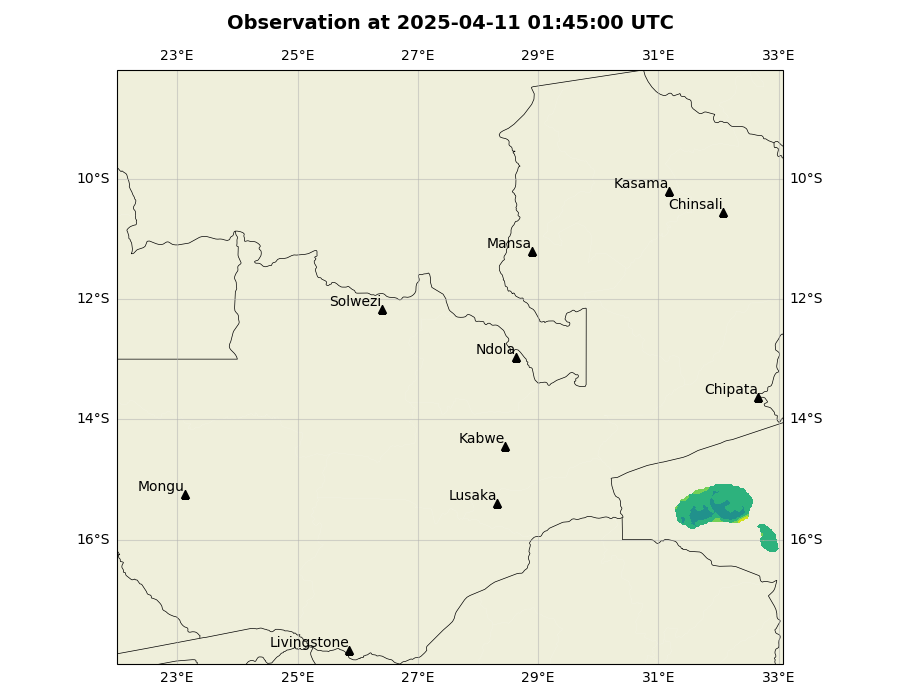 Observation at 2025-04-11 01:45:00 UTC
23°E 25°E 27°E 29°E 31°E 33°E
10°S 10°S
Kasama
Chinsali
Mansa
12°S 12°S
Solwezi
Ndola
Chipata
14°S 14°S
Kabwe
Mongu
Lusaka
16°S 16°S
Livingstone
23°E 25°E 27°E 29°E 31°E 33°E